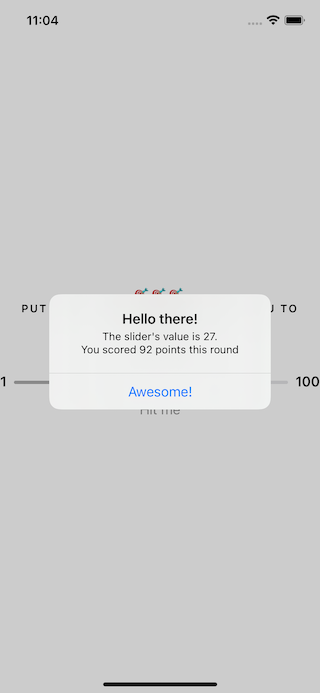 11:04
🎯🎯🎯
PUT
U TO
Hello there!
The slider's value is 27.
You scored 92 points this round
1
100
Awesome!
Hit me